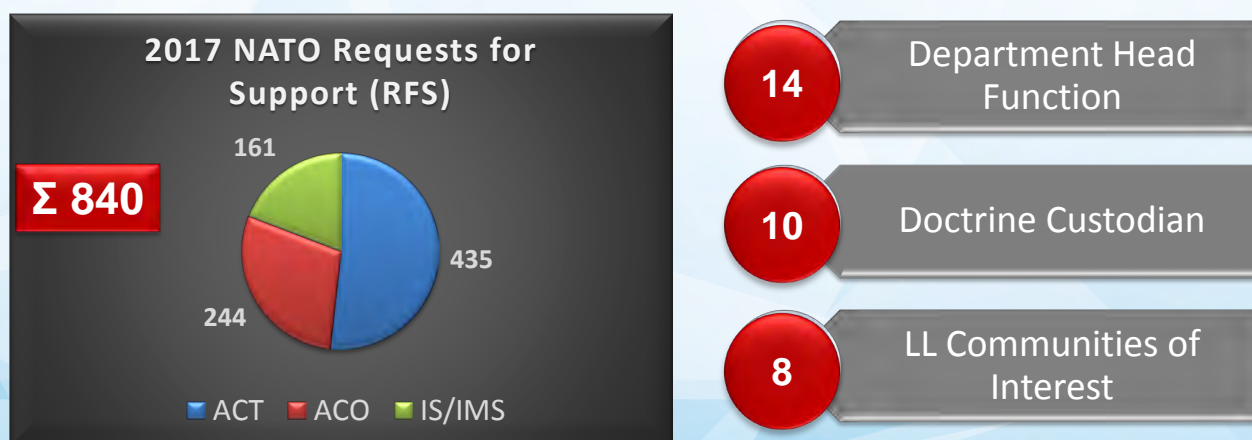 2017 NATO Requests for
Support (RFS)
Σ 840
161
435
244
ACT ACO IS/IMS
14
Department Head
Function
10
Doctrine Custodian
8
LL Communities of
Interest